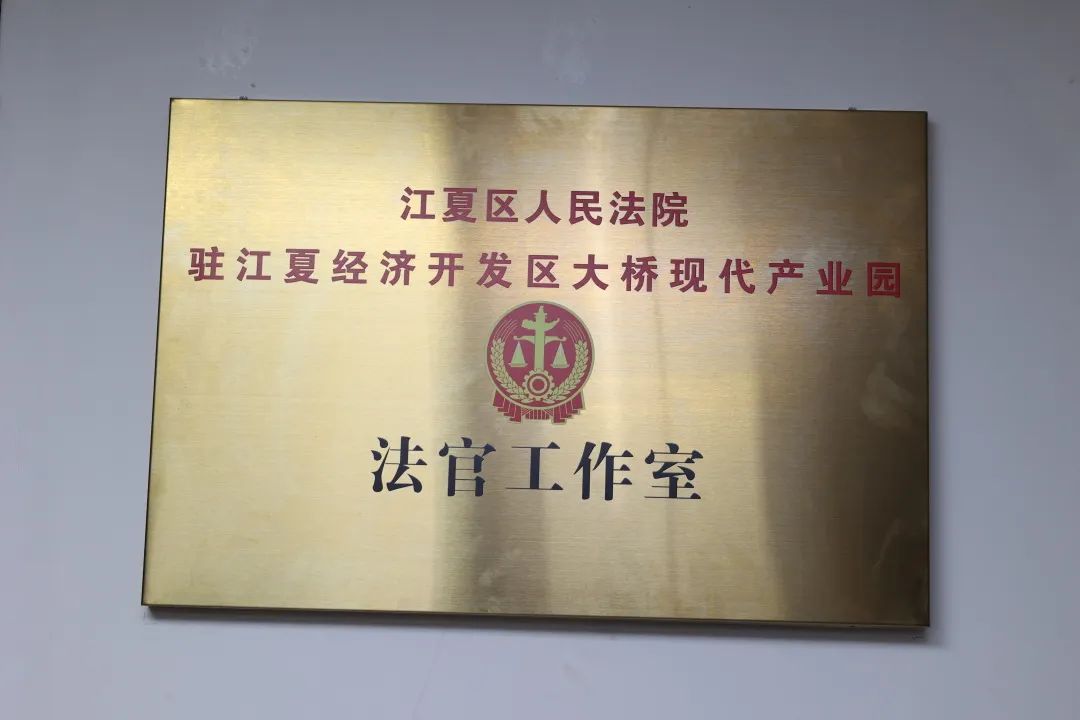 江夏区人民法院
驻江夏经济开发区大桥现代产业园
法官工作室